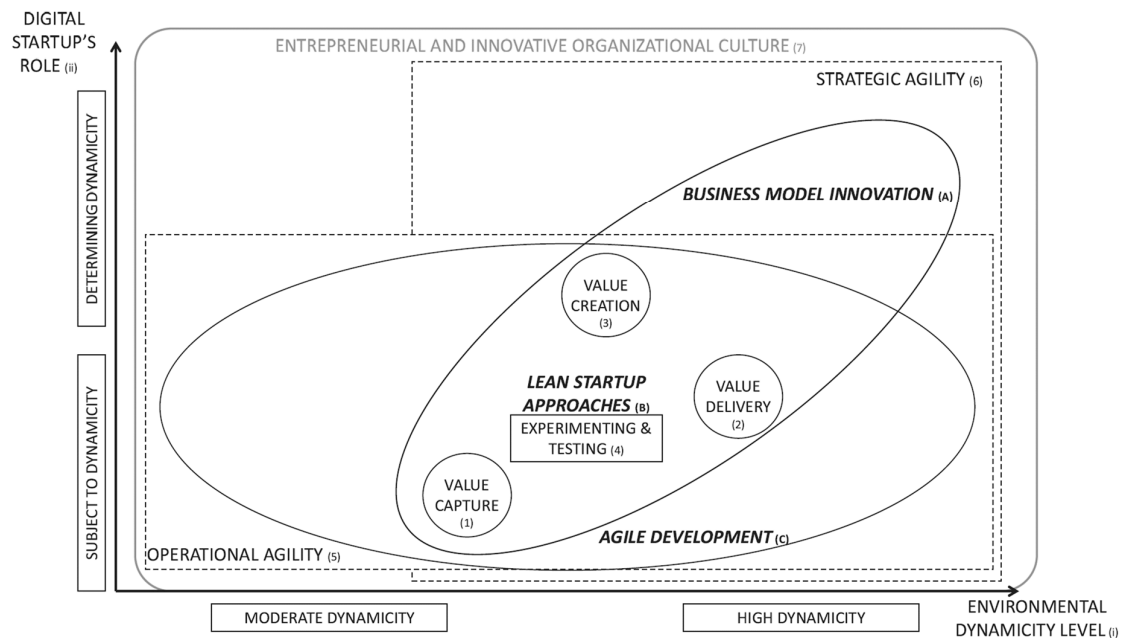 DIGITAL
STARTUP'S
ROLE (ii)
ENTREPRENEURIAL AND INNOVATIVE ORGANIZATIONAL CULTURE (7)
STRATEGIC AGILITY (6)
DETERMINING DYNAMICITY
BUSINESS MODEL INNOVATION (A)
VALUE
CREATION
(3)
LEAN STARTUP
APPROACHES (B)
EXPERIMENTING &
TESTING (4)
VALUE
DELIVERY
(2)
SUBJECT TO DYNAMICITY
VALUE
CAPTURE
(1)
AGILE DEVELOPMENT (C)
OPERATIONAL AGILITY (5)
MODERATE DYNAMICITY
HIGH DYNAMICITY
ENVIRONMENTAL
DYNAMICITY LEVEL (i)